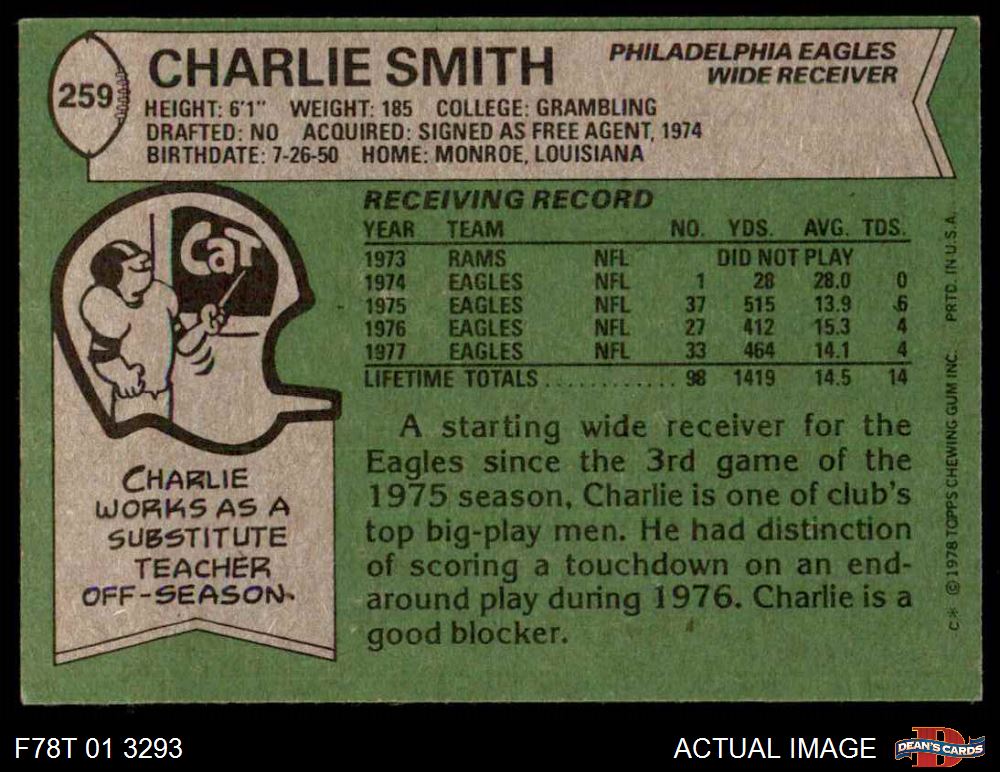 259
CHARLIE SMITH
PHILADELPHIA EAGLES
WIDE RECEIVER
HEIGHT: 6'1" WEIGHT: 185 COLLEGE: GRAMBLING
DRAFTED: NO ACQUIRED: SIGNED AS FREE AGENT, 1974
BIRTHDATE: 7-26-50 HOME: MONROE, LOUISIANA
CaT
CHARLIE
WORKS AS A
SUBSTITUTE
TEACHER
OFF-SEASON.
RECEIVING RECORD
YEAR TEAM NO. YDS. AVG. TDS.
1973 RAMS NFL DID NOT PLAY
1974 EAGLES NFL 1 28 28.0 0
1975 EAGLES NFL 37 515 13.9 6
1976 EAGLES NFL 27 412 15.3 4
1977 EAGLES NFL 33 464 14.1 4
LIFETIME TOTALS............ 98 1419 14.5 14
A starting wide receiver for the
Eagles since the 3rd game of the
1975 season, Charlie is one of club's
top big-play men. He had distinction
of scoring a touchdown on an end-
around play during 1976. Charlie is a
good blocker.
C.* © 1978 TOPPS CHEWING GUM INC. PRTD. IN U.S.A.
F78T 01 3293
ACTUAL IMAGE
D
DEAN'S CARDS